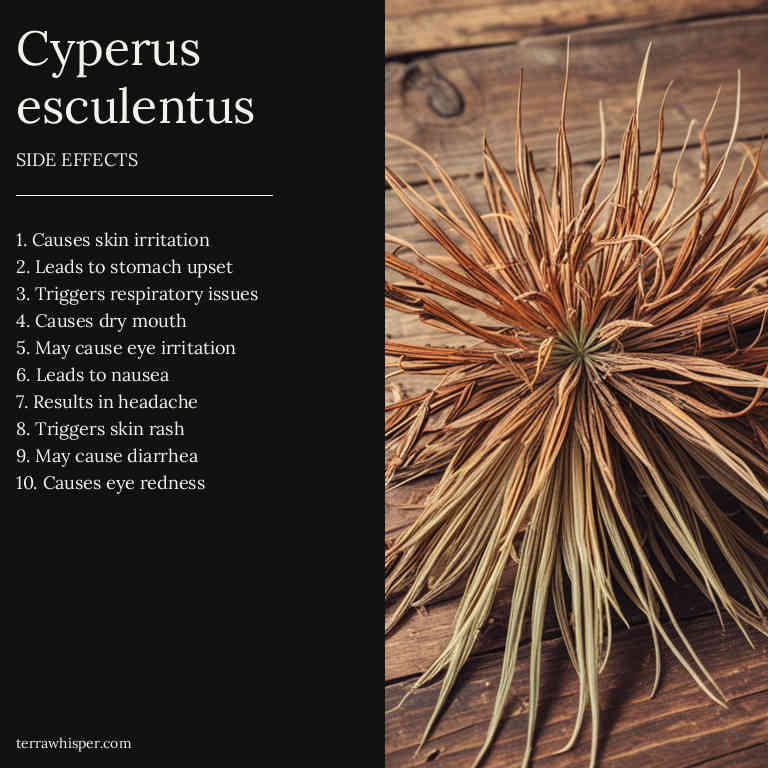 Cyperus
esculentus
SIDE EFFECTS
1. Causes skin irritation
2. Leads to stomach upset
3. Triggers respiratory issues
4. Causes dry mouth
5. May cause eye irritation
6. Leads to nausea
7. Results in headache
8. Triggers skin rash
9. May cause diarrhea
10. Causes eye redness
terrawhisper.com